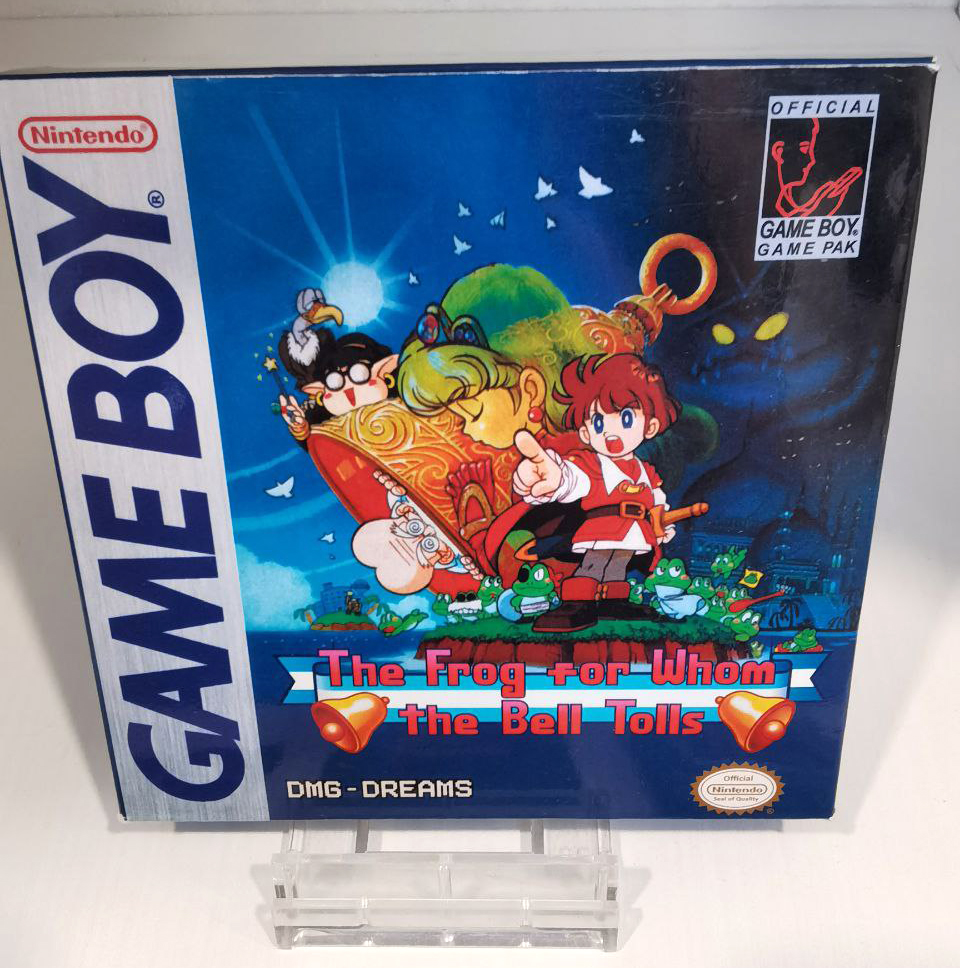 Nintendo®
GAME BOY®
OFFICIAL
GAME BOY®
GAME PAK
The Frog for Whom
the Bell Tolls
DMG-DREAMS
Official
Nintendo
Seal of Quality
®